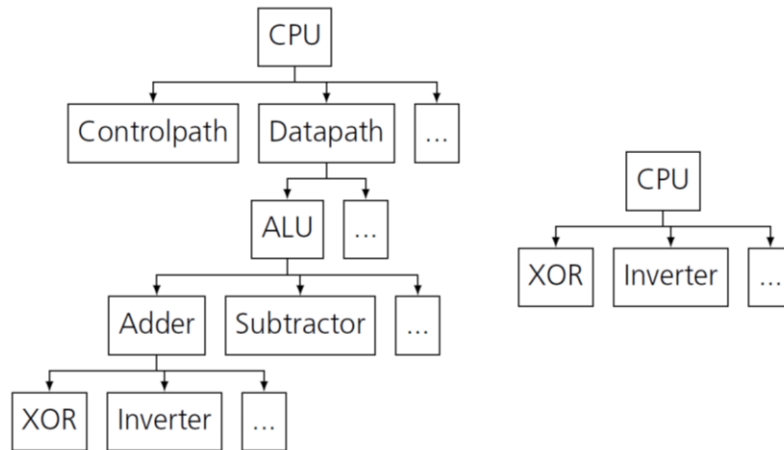 CPU
Controlpath Datapath ...
ALU ...
Adder Subtractor ...
XOR Inverter ...
CPU
XOR Inverter ...